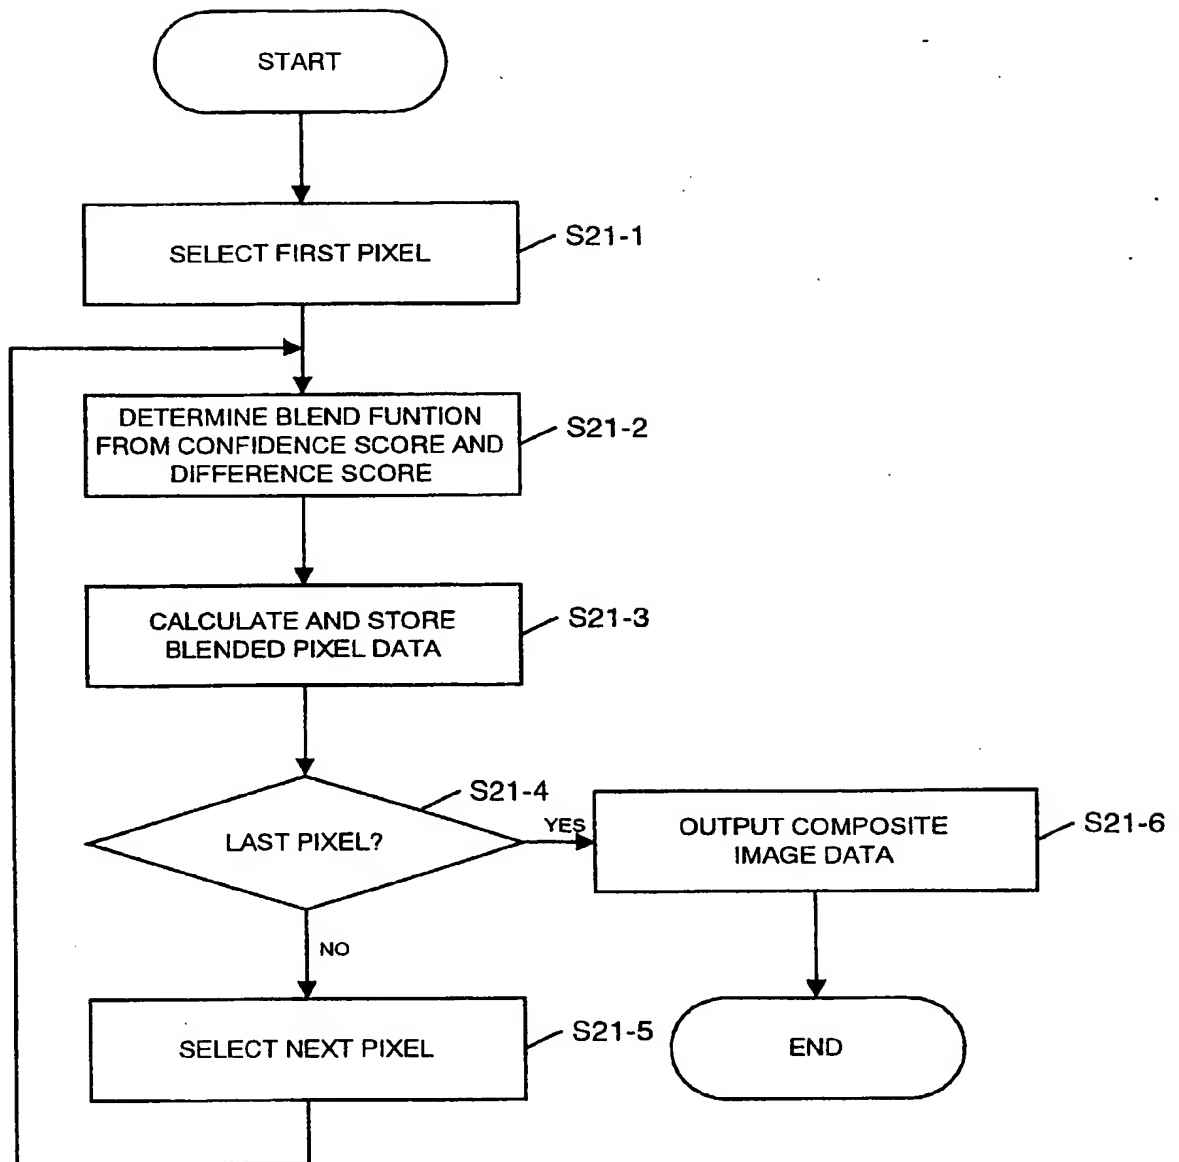 START
SELECT FIRST PIXEL
S21-1
DETERMINE BLEND FUNTION
FROM CONFIDENCE SCORE AND
DIFFERENCE SCORE
S21-2
CALCULATE AND STORE
BLENDED PIXEL DATA
S21-3
LAST PIXEL?
S21-4
YES
OUTPUT COMPOSITE
IMAGE DATA
S21-6
NO
SELECT NEXT PIXEL
S21-5
END